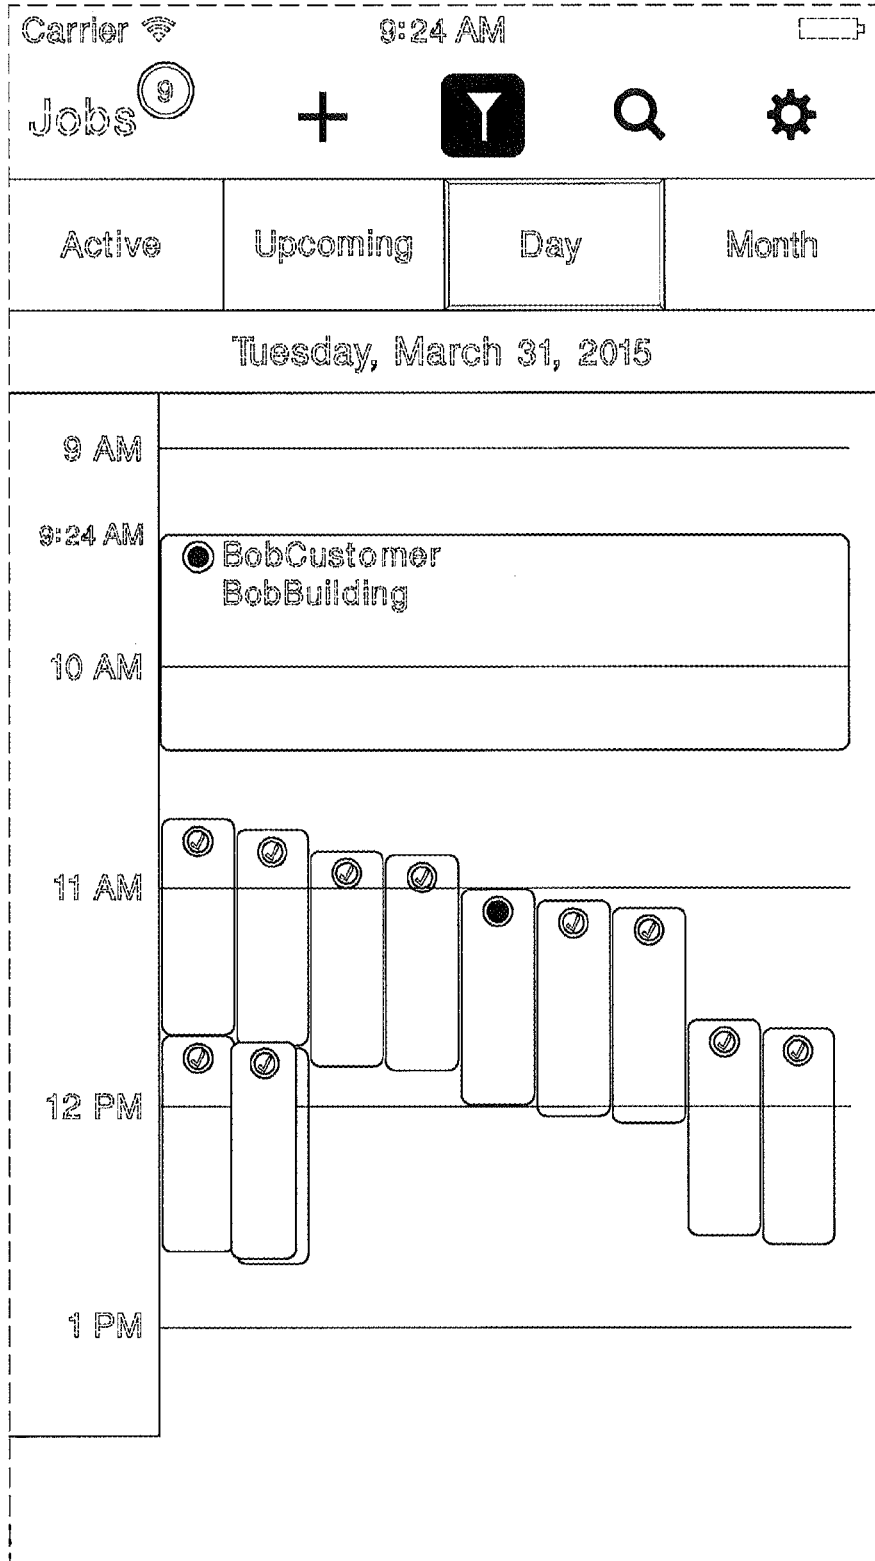 Carrier 9:24 AM
Jobs 9
Active Upcoming Day Month
Tuesday, March 31, 2015
9 AM
9:24 AM
BobCustomer
BobBuilding
10 AM
11 AM
12 PM
1 PM